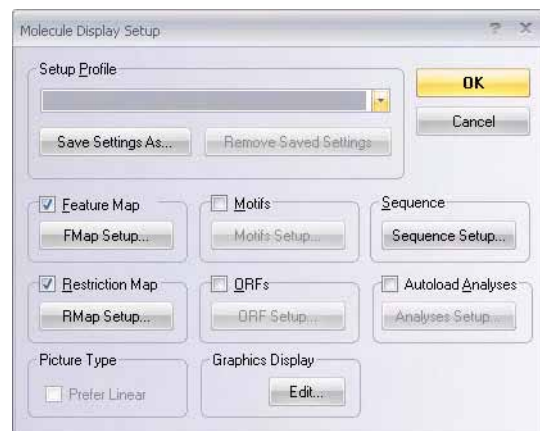 Molecule Display Setup
Setup Profile
OK
Save Settings As...
Remove Saved Settings
Cancel
Feature Map
Motifs
Sequence
FMap Setup...
Motifs Setup...
Sequence Setup...
Restriction Map
ORFs
Autoload Analyses
RMap Setup...
ORF Setup...
Analyses Setup...
Picture Type
Graphics Display
Prefer Linear
Edit...